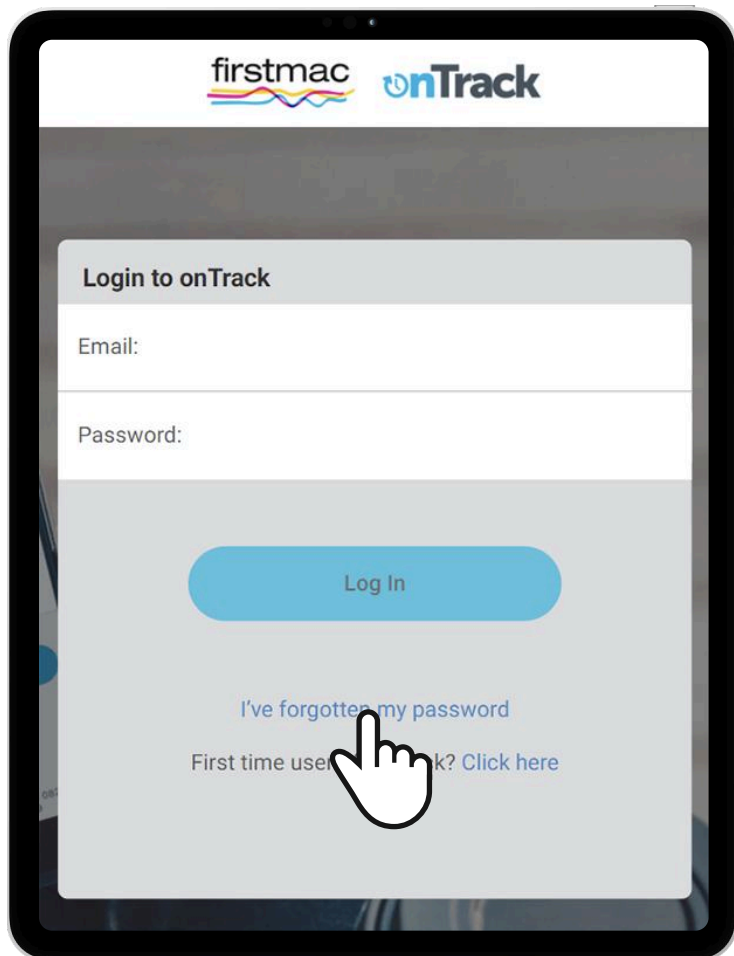 firstmac onTrack
Login to onTrack
Email:
Password:
Log In
I've forgotten my password
First time user k? Click here